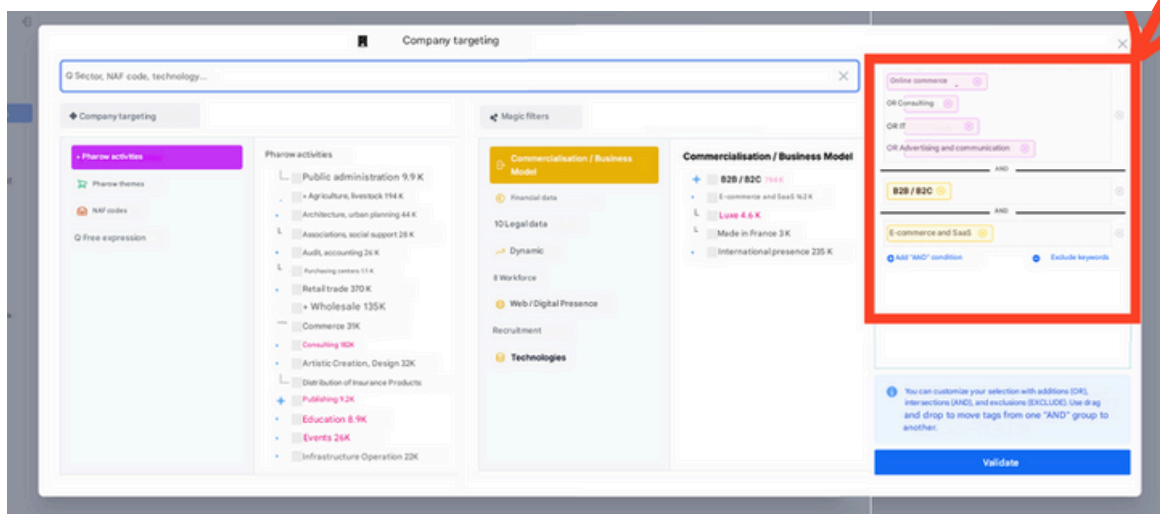 Company targeting
Q Sector, NAF code, technology...
Company targeting
Pharow activities
Pharow themes
NAF codes
Q Free expression
Pharow activities
Public administration 9.9 K
+ Agriculture, livestock 194 K
Architecture, urban planning 44 K
Associations, social support 28 K
Audit, accounting 26 K
Purchasing centers 1.1 K
Retail trade 370 K
+ Wholesale 135K
Commerce 31K
Consulting 182K
Artistic Creation, Design 32K
Distribution of Insurance Products
Publishing 9.2K
Education 8.9K
Events 26K
Infrastructure Operation 22K
Magic filters
Commercialisation / Business
Model
Financial data
10 Legal data
Dynamic
8 Workforce
Web / Digital Presence
Recruitment
Technologies
Commercialisation / Business Model
B2B / B2C 794 K
E-commerce and SaaS 162 K
Luxe 4.6 K
Made in France 3 K
International presence 235 K
Online commerce
OR Consulting
OR IT
OR Advertising and communication
AND
B2B / B2C
AND
E-commerce and SaaS
Add "AND" condition
Exclude keywords
You can customize your selection with additions (OR),
intersections (AND), and exclusions (EXCLUDE). Use drag
and drop to move tags from one "AND" group to
another.
Validate